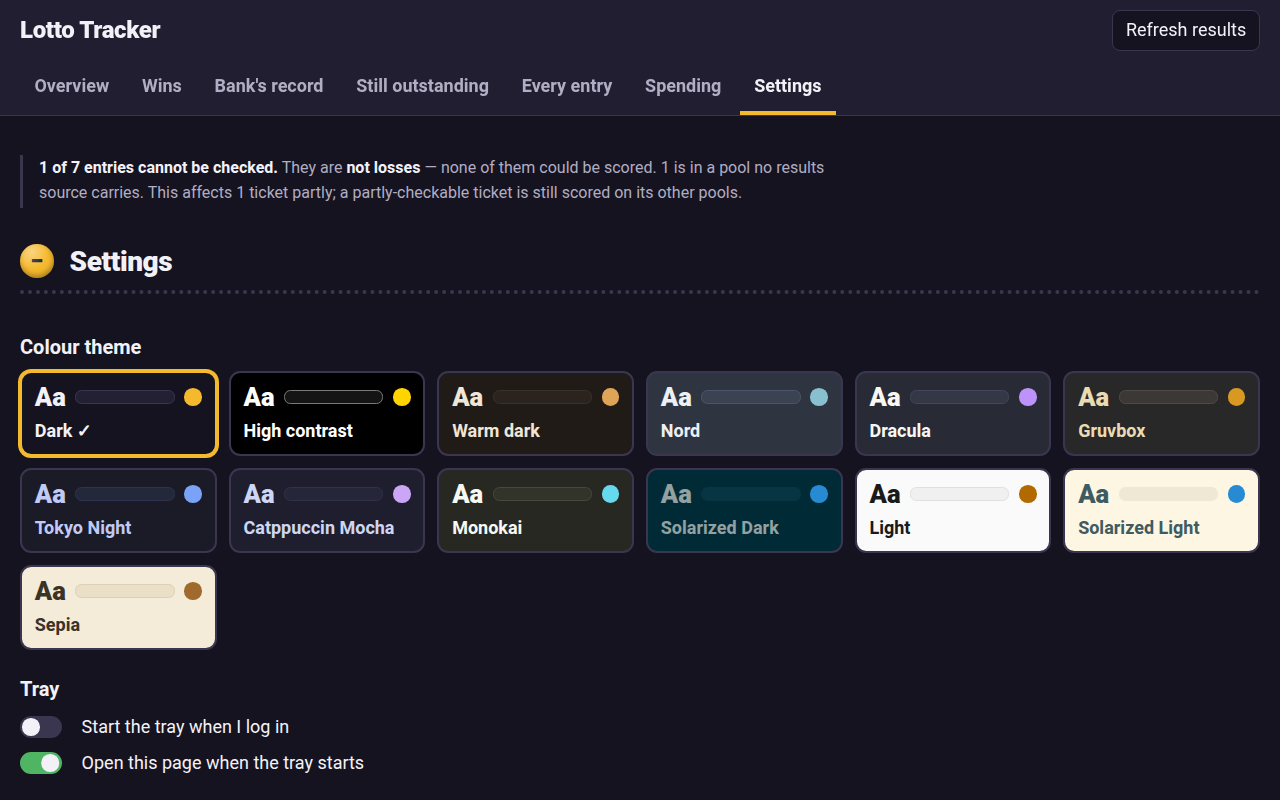 Lotto Tracker
Refresh results
Overview Wins Bank's record Still outstanding Every entry Spending Settings
1 of 7 entries cannot be checked. They are not losses — none of them could be scored. 1 is in a pool no results
source carries. This affects 1 ticket partly; a partly-checkable ticket is still scored on its other pools.
Settings
Colour theme
Aa Aa Aa Aa Aa Aa
Dark ✓ High contrast Warm dark Nord Dracula Gruvbox
Aa Aa Aa Aa Aa Aa
Tokyo Night Catppuccin Mocha Monokai Solarized Dark Light Solarized Light
Aa
Sepia
Tray
Start the tray when I log in
Open this page when the tray starts